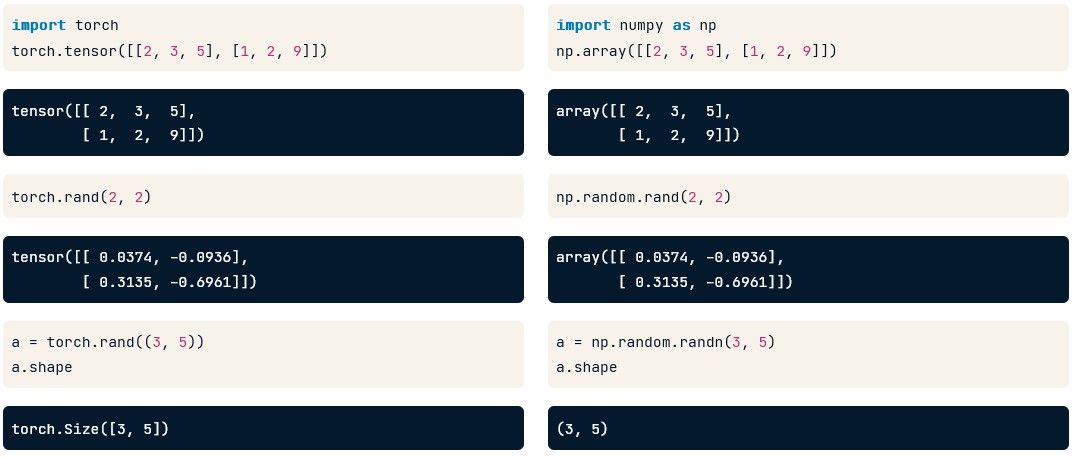 import torch
torch.tensor([[2, 3, 5], [1, 2, 9]])
tensor([[ 2,  3,  5],
        [ 1,  2,  9]])
torch.rand(2, 2)
tensor([[ 0.0374, -0.0936],
        [ 0.3135, -0.6961]])
a = torch.rand((3, 5))
a.shape
torch.Size([3, 5])
import numpy as np
np.array([[2, 3, 5], [1, 2, 9]])
array([[ 2,  3,  5],
       [ 1,  2,  9]])
np.random.rand(2, 2)
array([[ 0.0374, -0.0936],
       [ 0.3135, -0.6961]])
a = np.random.randn(3, 5)
a.shape
(3, 5)